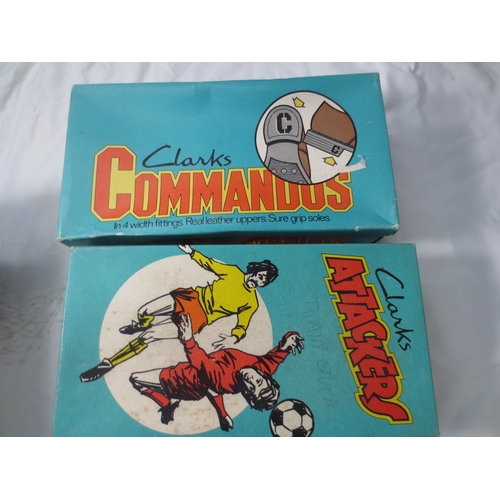 Clarks
COMMANDOS
In 4 width fittings. Real leather uppers. Sure grip soles.
C
C
Clarks
ATTACKERS